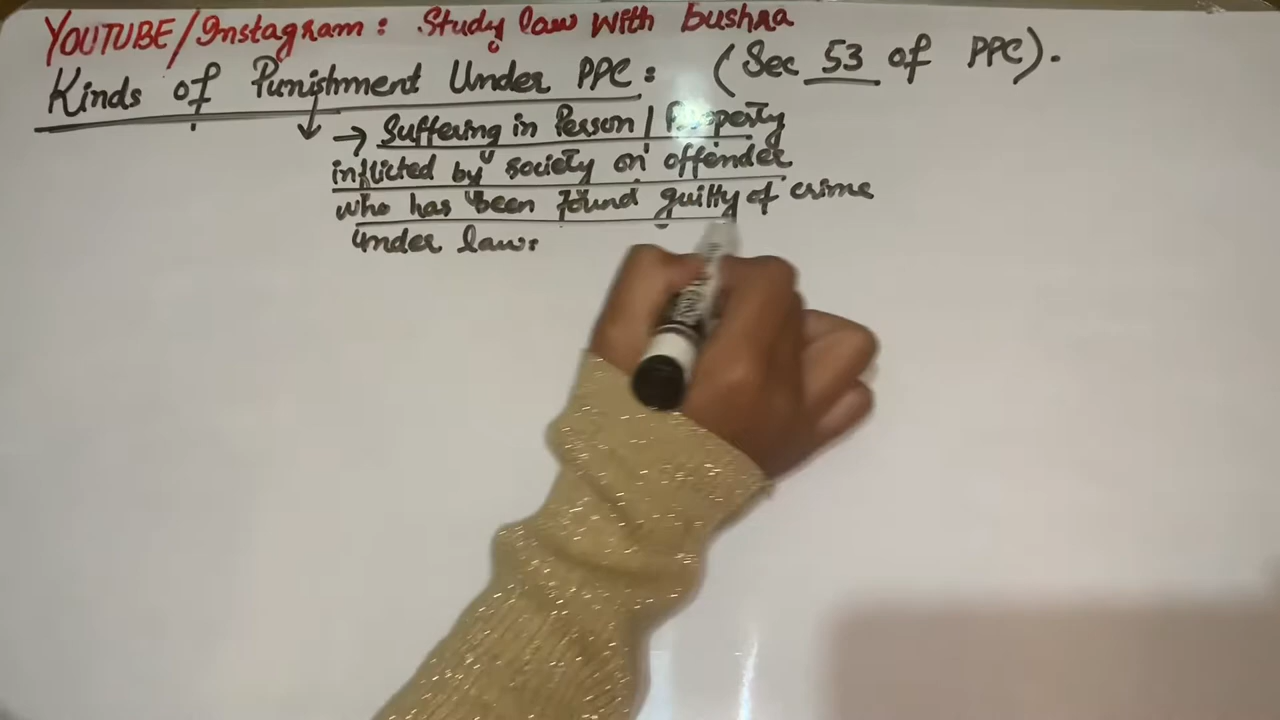 YOUTUBE/Instagram: Study law with bushra
Kinds of Punishment Under PPC: (Sec 53 of PPC).
→ Suffering in Person/Property
inflicted by society on offender
who has been found guilty of crime
under law: